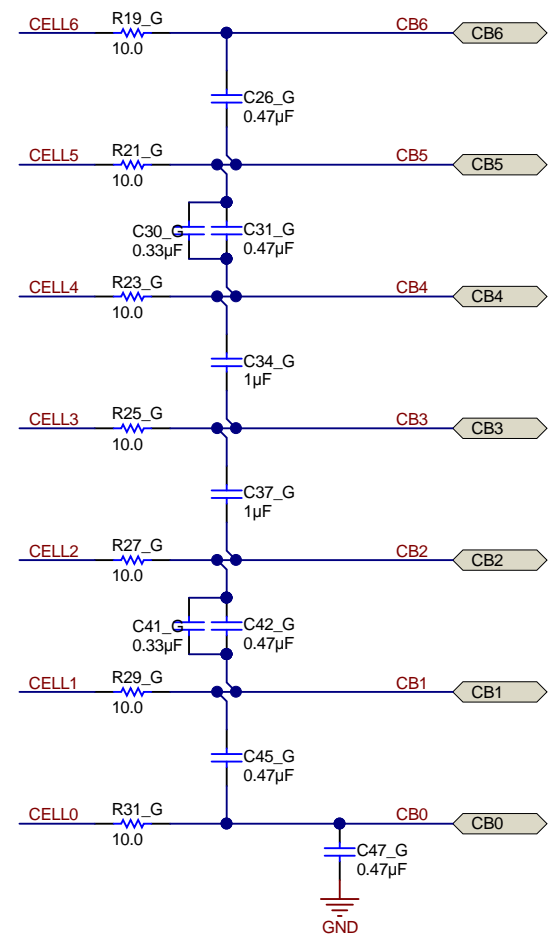 CELL6 R19_G CB6 CB6
10.0
C26_G
0.47µF
CELL5 R21_G CB5 CB5
10.0
C30_G C31_G
0.33µF 0.47µF
CELL4 R23_G CB4 CB4
10.0
C34_G
1µF
CELL3 R25_G CB3 CB3
10.0
C37_G
1µF
CELL2 R27_G CB2 CB2
10.0
C41_G C42_G
0.33µF 0.47µF
CELL1 R29_G CB1 CB1
10.0
C45_G
0.47µF
CELL0 R31_G CB0 CB0
10.0
C47_G
0.47µF
GND